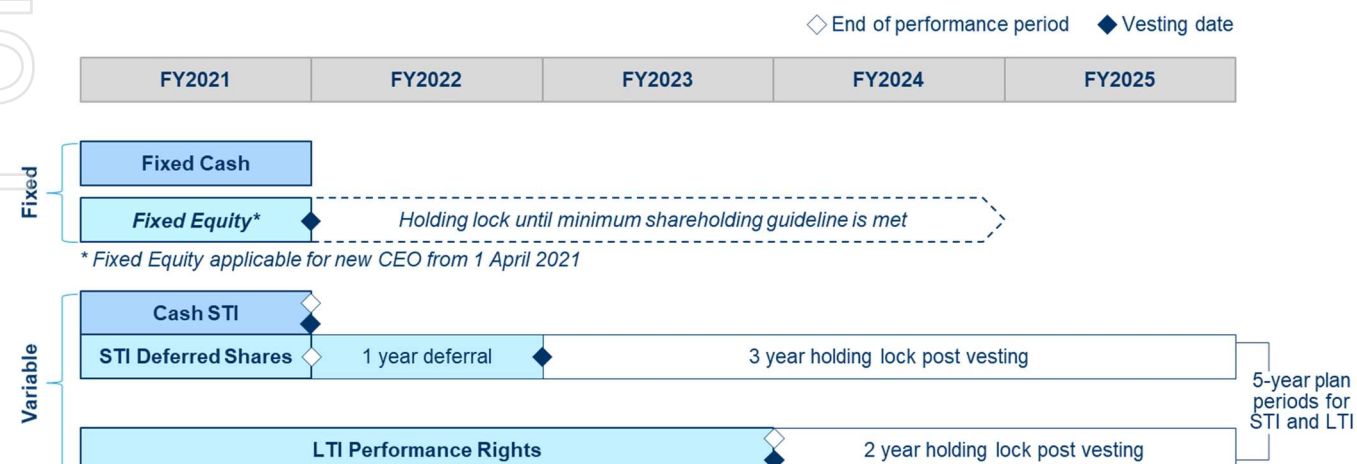 End of performance period Vesting date
FY2021 FY2022 FY2023 FY2024 FY2025
Fixed
Fixed Cash
Fixed Equity* Holding lock until minimum shareholding guideline is met
* Fixed Equity applicable for new CEO from 1 April 2021
Variable
Cash STI
STI Deferred Shares 1 year deferral 3 year holding lock post vesting
5-year plan
periods for
STI and LTI
LTI Performance Rights 2 year holding lock post vesting